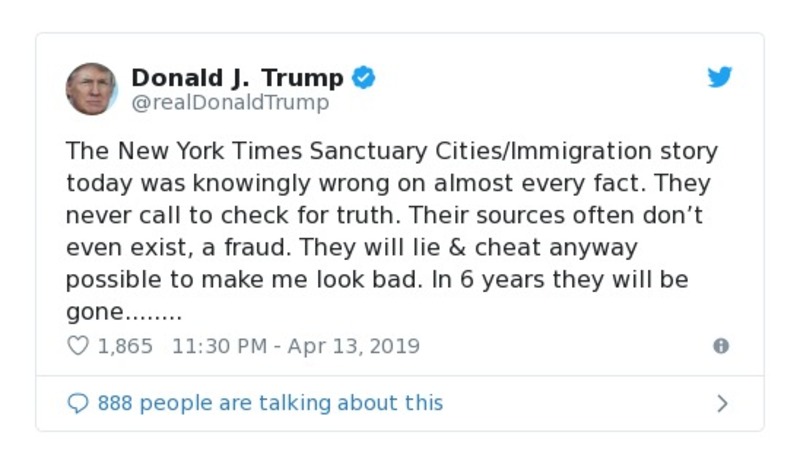 Donald J. Trump
@realDonaldTrump
The New York Times Sanctuary Cities/Immigration story
today was knowingly wrong on almost every fact. They
never call to check for truth. Their sources often don’t
even exist, a fraud. They will lie & cheat anyway
possible to make me look bad. In 6 years they will be
gone........
1,865 11:30 PM - Apr 13, 2019
888 people are talking about this